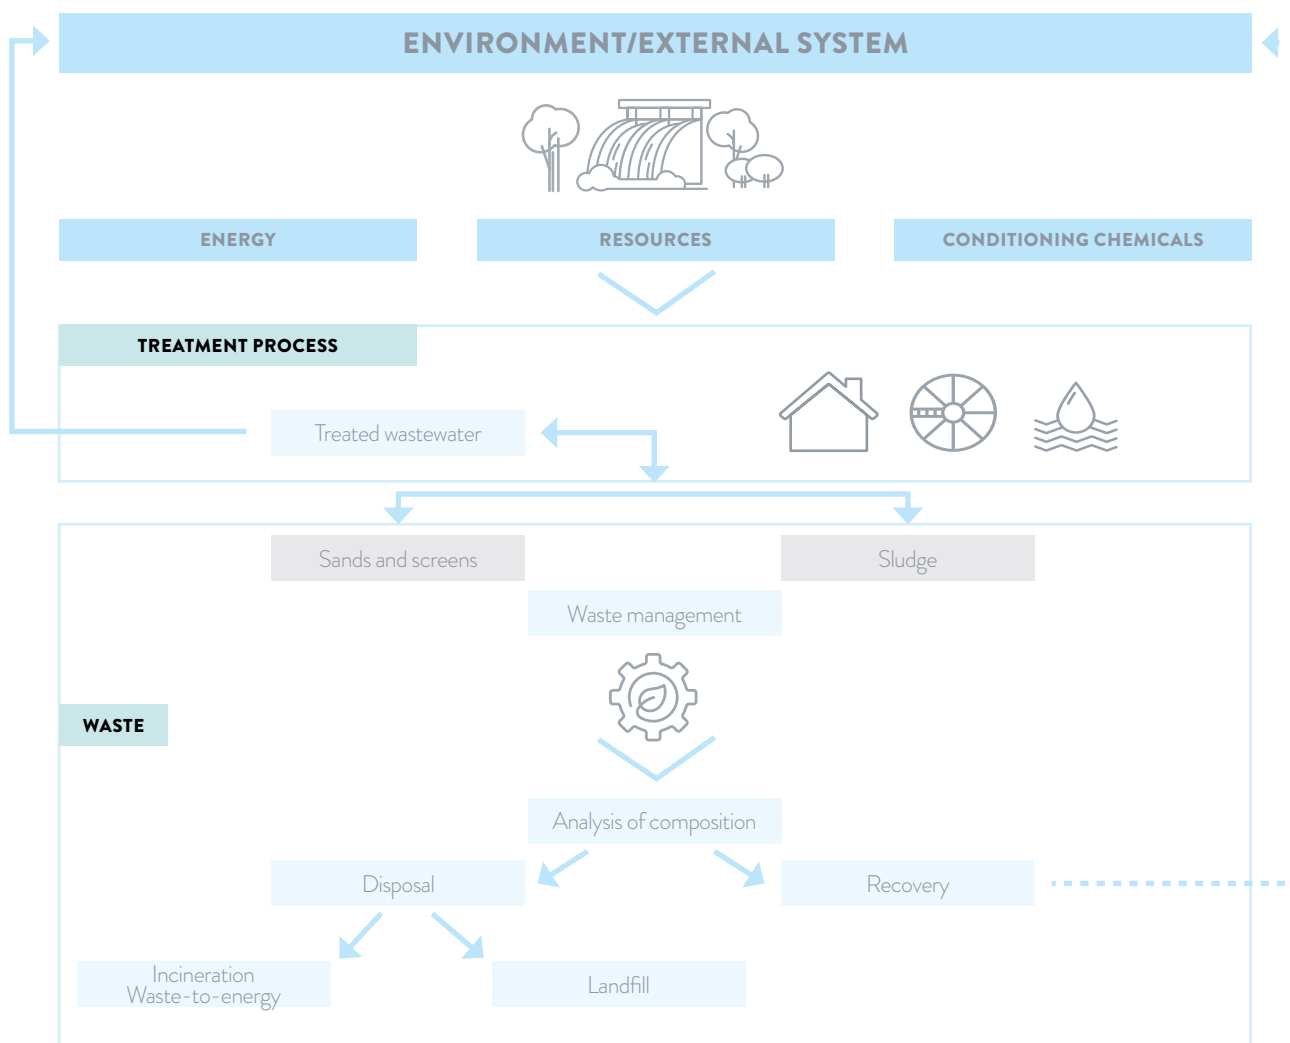 ENVIRONMENT/EXTERNAL SYSTEM
ENERGY
RESOURCES
CONDITIONING CHEMICALS
TREATMENT PROCESS
Treated wastewater
Sands and screens
Sludge
Waste management
WASTE
Analysis of composition
Disposal
Recovery
Incineration
Waste-to-energy
Landfill